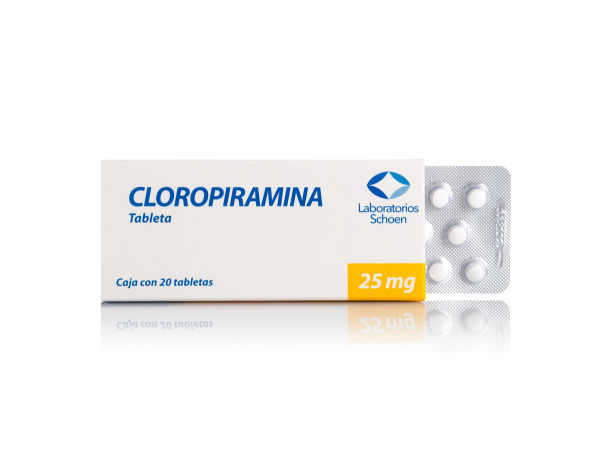 CLOROPIRAMINA
Tableta
Laboratorios
Schoen
Caja con 20 tabletas
25 mg